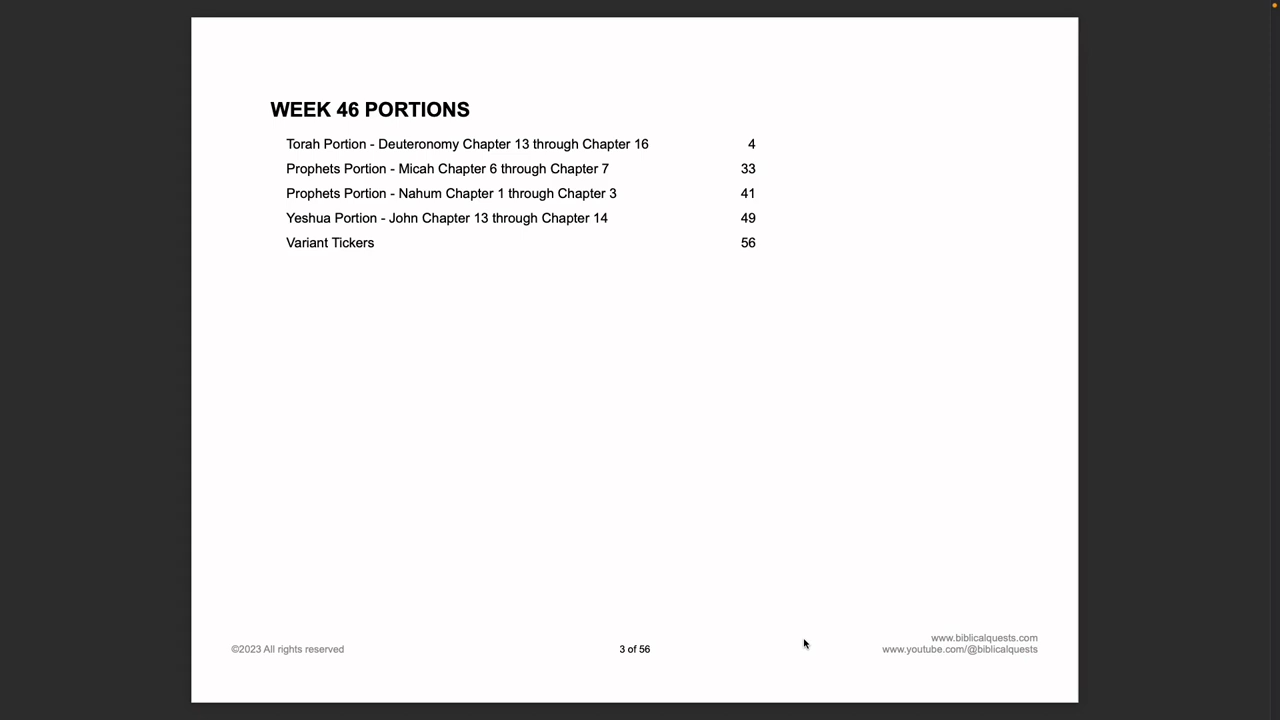 WEEK 46 PORTIONS
Torah Portion - Deuteronomy Chapter 13 through Chapter 16 4
Prophets Portion - Micah Chapter 6 through Chapter 7 33
Prophets Portion - Nahum Chapter 1 through Chapter 3 41
Yeshua Portion - John Chapter 13 through Chapter 14 49
Variant Tickers 56
www.biblicalquests.com
©2023 All rights reserved 3 of 56 www.youtube.com/@biblicalquests